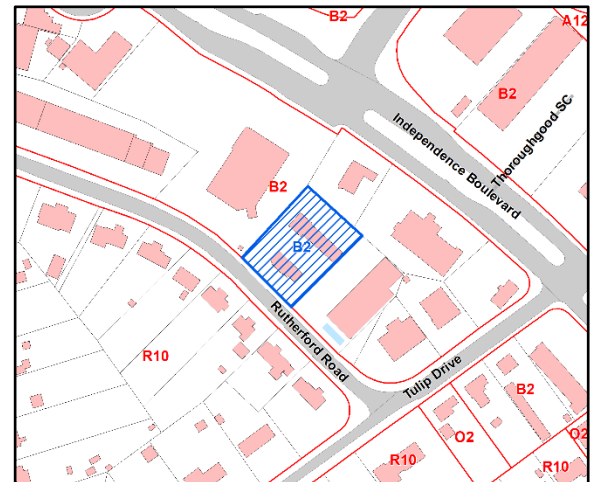 B2
A12
B2
Independence Boulevard
Thoroughgood SC
B2
B2
Rutherford Road
R10
Tulip Drive
B2
O2
O2
R10
R10